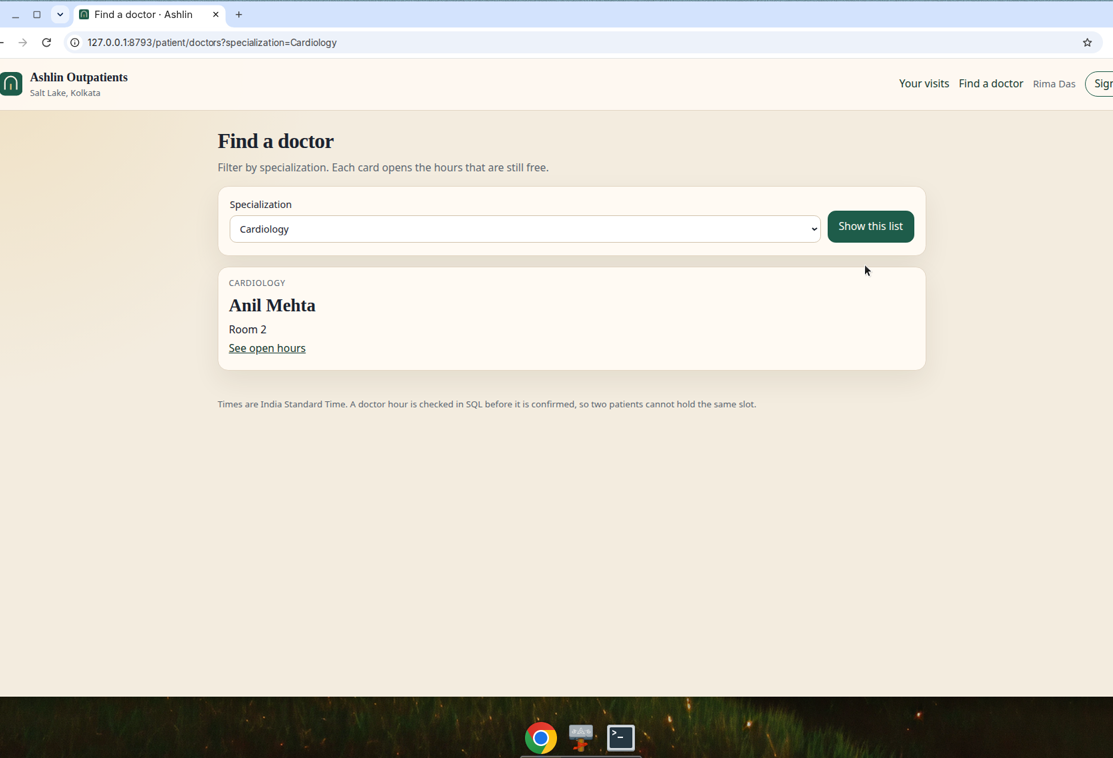 Find a doctor · Ashlin
127.0.0.1:8793/patient/doctors?specialization=Cardiology
Ashlin Outpatients
Salt Lake, Kolkata
Your visits
Find a doctor
Rima Das
Sign
Find a doctor
Filter by specialization. Each card opens the hours that are still free.
Specialization
Cardiology
Show this list
CARDIOLOGY
Anil Mehta
Room 2
See open hours
Times are India Standard Time. A doctor hour is checked in SQL before it is confirmed, so two patients cannot hold the same slot.